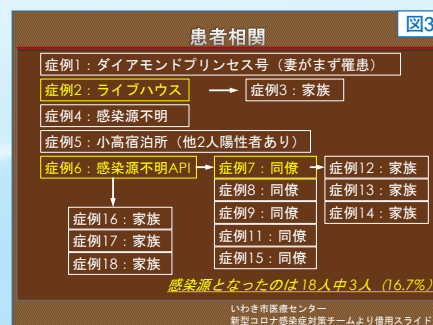 図3
患者相関
症例1：ダイアモンドプリンセス号（妻がまず罹患）
症例2：ライブハウス
症例3：家族
症例4：感染源不明
症例5：小高宿泊所（他2人陽性者あり）
症例6：感染源不明API
症例7：同僚
症例12：家族
症例8：同僚
症例13：家族
症例9：同僚
症例14：家族
症例11：同僚
症例15：同僚
症例16：家族
症例17：家族
症例18：家族
感染源となったのは18人中3人（16.7%）
いわき市医療センター
新型コロナ感染症対策チームより借用スライド